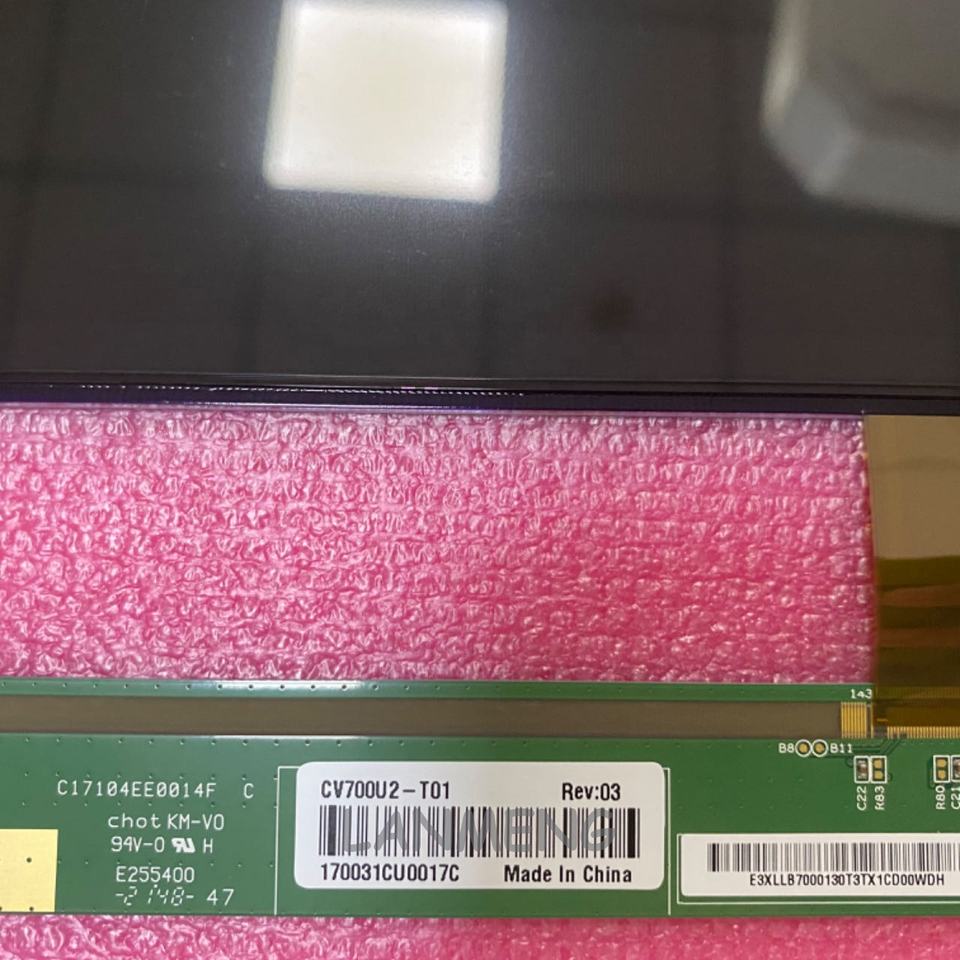 143
B8 B11
C22 R83 R80 C21
C17104EE0014F C
chot KM-V0
94V-0 H
E255400
-2148- 47
CV700U2-T01 Rev:03
LANMENG
170031CU0017C Made In China
E3XLLB7000130T3TX1CD00WDH